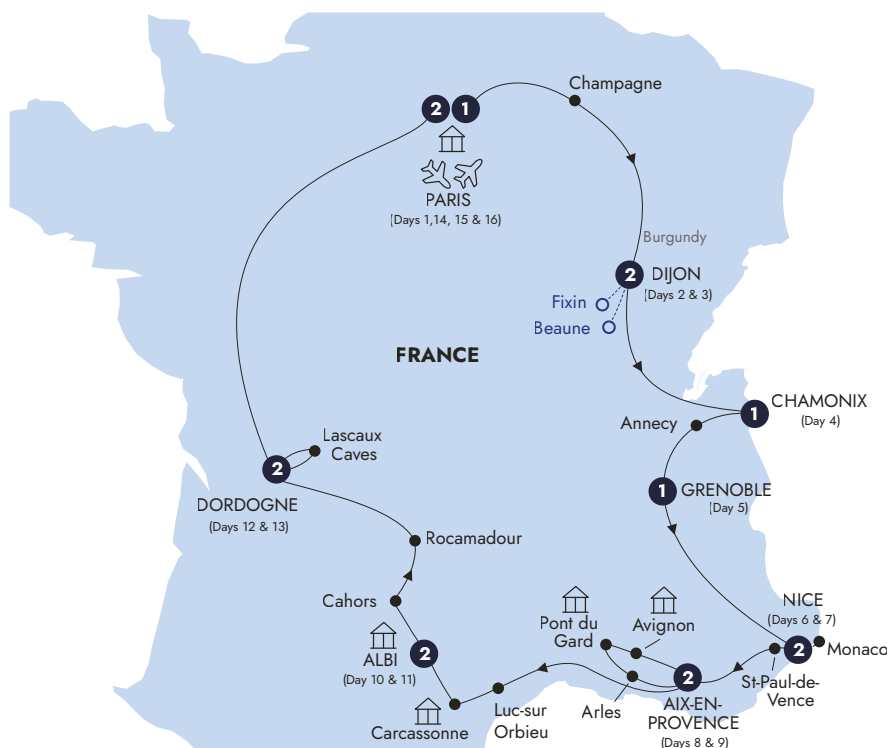 Champagne
2 1
PARIS
(Days 1,14, 15 & 16)
Burgundy
2 DIJON
(Days 2 & 3)
Fixin
Beaune
FRANCE
1 CHAMONIX
(Day 4)
Annecy
Lascaux
Caves
2
DORDOGNE
(Days 12 & 13)
1 GRENOBLE
(Day 5)
Rocamadour
Cahors
NICE
(Days 6 & 7)
2
Monaco
Pont du
Gard
Avignon
St-Paul-de-
Vence
2
ALBI
(Day 10 & 11)
2
AIX-EN-
PROVENCE
(Days 8 & 9)
Arles
Luc-sur
Orbieu
Carcassonne